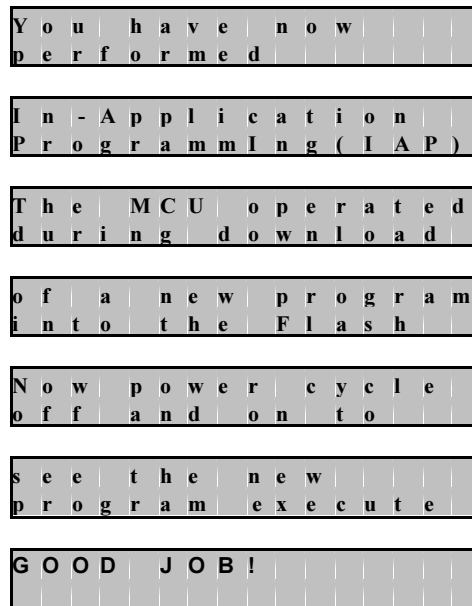 You have now
performed
In-Application
ProgrammIng(IAP)
The MCU operated
during download
of a new program
into the Flash
Now power cycle
off and on to
see the new
program execute
GOOD JOB!